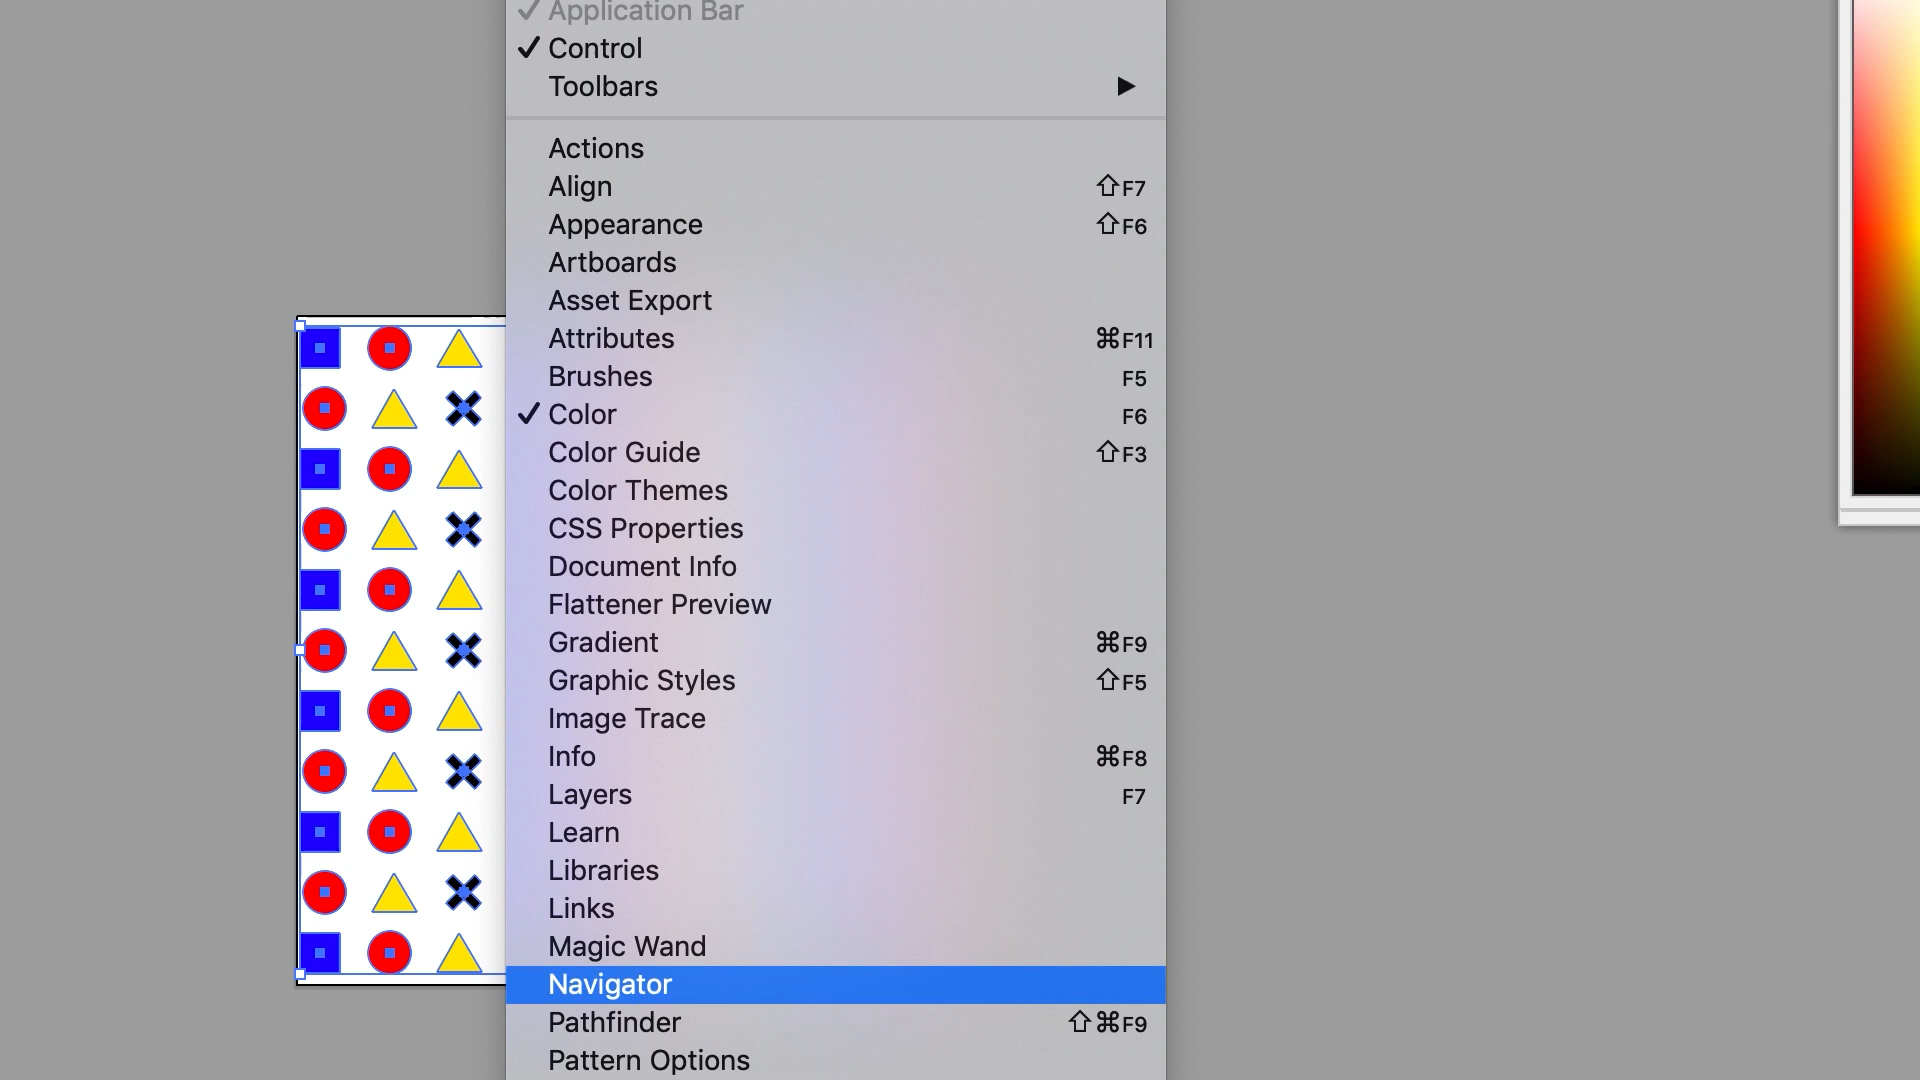 Application Bar
Control
Toolbars
Actions
Align ⇧F7
Appearance ⇧F6
Artboards
Asset Export
Attributes ⌘F11
Brushes F5
Color F6
Color Guide ⇧F3
Color Themes
CSS Properties
Document Info
Flattener Preview
Gradient ⌘F9
Graphic Styles ⇧F5
Image Trace
Info ⌘F8
Layers F7
Learn
Libraries
Links
Magic Wand
Navigator
Pathfinder ⇧⌘F9
Pattern Options